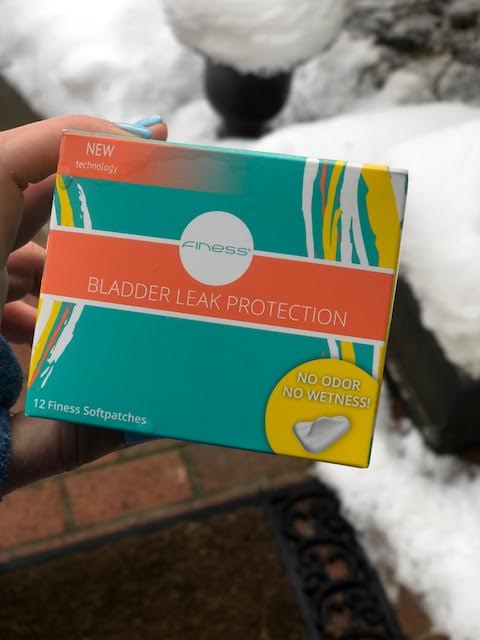 NEW
technology
Finess®
BLADDER LEAK PROTECTION
NO ODOR
NO WETNESS!
12 Finess Softpatches